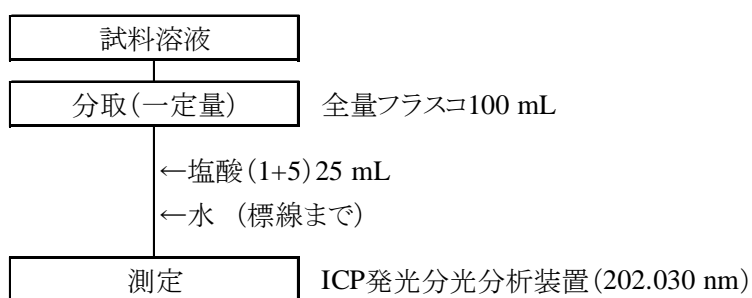 試料溶液
分取(一定量) 全量フラスコ100 mL
←塩酸(1+5)25 mL
←水 (標線まで)
測定 ICP発光分光分析装置(202.030 nm)